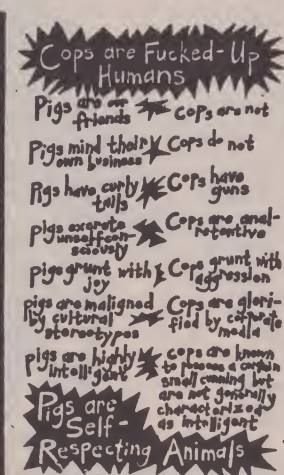 Cops are Fucked-Up
Humans
Pigs are our friends Cops are not
Pigs mind their own business Cops do not
Pigs have curly tails Cops have guns
pigs excrete unselfconsciously Cops are anal-retentive
pigs grunt with joy Cops grunt with aggression
pigs are maligned by cultural stereotypes Cops are glorified by corporate media
pigs are highly intelligent cops are known to possess a certain small cunning but are not generally characterized as intelligent
Pigs are
Self-
Respecting Animals